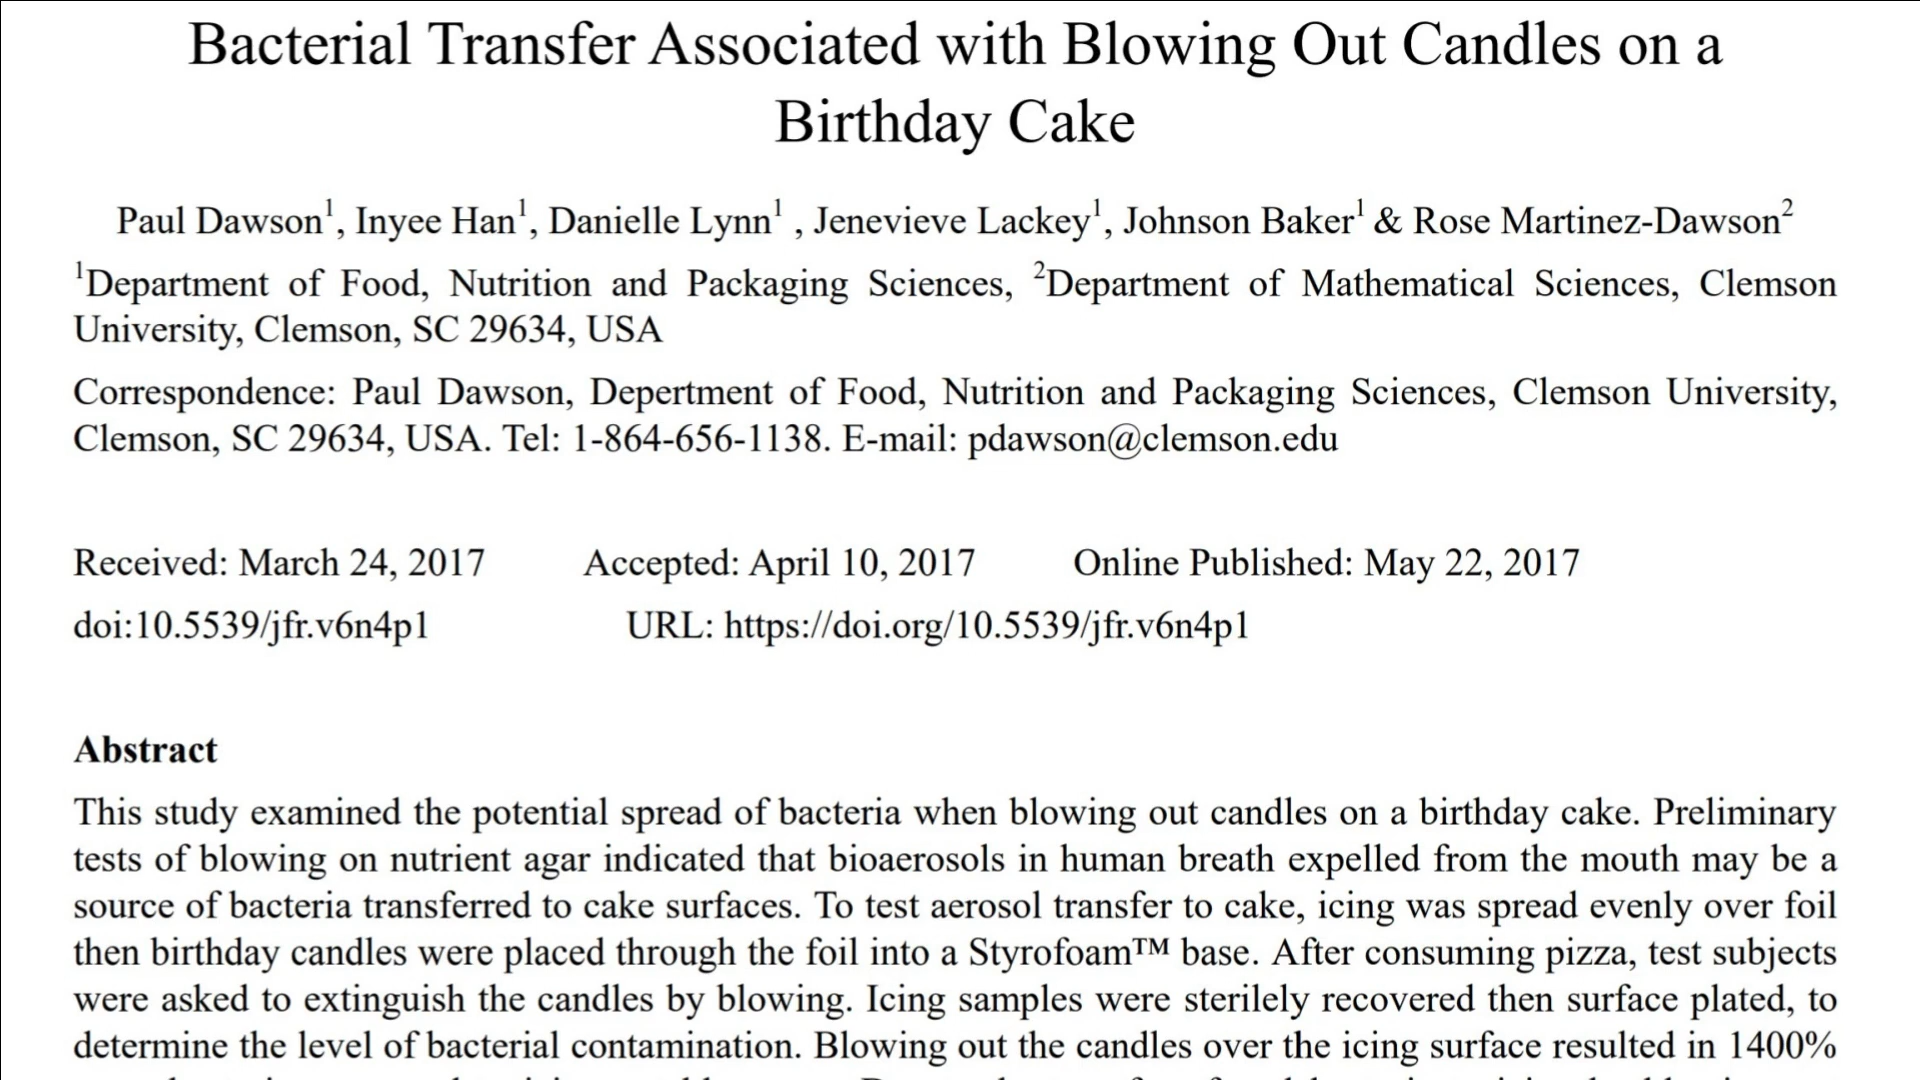 Bacterial Transfer Associated with Blowing Out Candles on a
Birthday Cake
Paul Dawson1, Inyee Han1, Danielle Lynn1 , Jenevieve Lackey1, Johnson Baker1 & Rose Martinez-Dawson2
1Department of Food, Nutrition and Packaging Sciences, 2Department of Mathematical Sciences, Clemson
University, Clemson, SC 29634, USA
Correspondence: Paul Dawson, Depertment of Food, Nutrition and Packaging Sciences, Clemson University,
Clemson, SC 29634, USA. Tel: 1-864-656-1138. E-mail: pdawson@clemson.edu
Received: March 24, 2017 Accepted: April 10, 2017 Online Published: May 22, 2017
doi:10.5539/jfr.v6n4p1 URL: https://doi.org/10.5539/jfr.v6n4p1
Abstract
This study examined the potential spread of bacteria when blowing out candles on a birthday cake. Preliminary
tests of blowing on nutrient agar indicated that bioaerosols in human breath expelled from the mouth may be a
source of bacteria transferred to cake surfaces. To test aerosol transfer to cake, icing was spread evenly over foil
then birthday candles were placed through the foil into a Styrofoam™ base. After consuming pizza, test subjects
were asked to extinguish the candles by blowing. Icing samples were sterilely recovered then surface plated, to
determine the level of bacterial contamination. Blowing out the candles over the icing surface resulted in 1400%